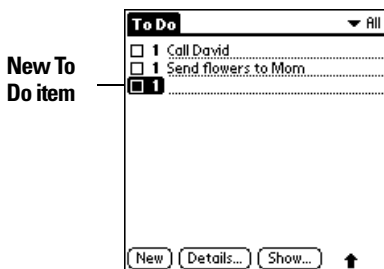 To Do
All
1 Call David
1 Send flowers to Mom
New To
Do item
1
New Details... Show...